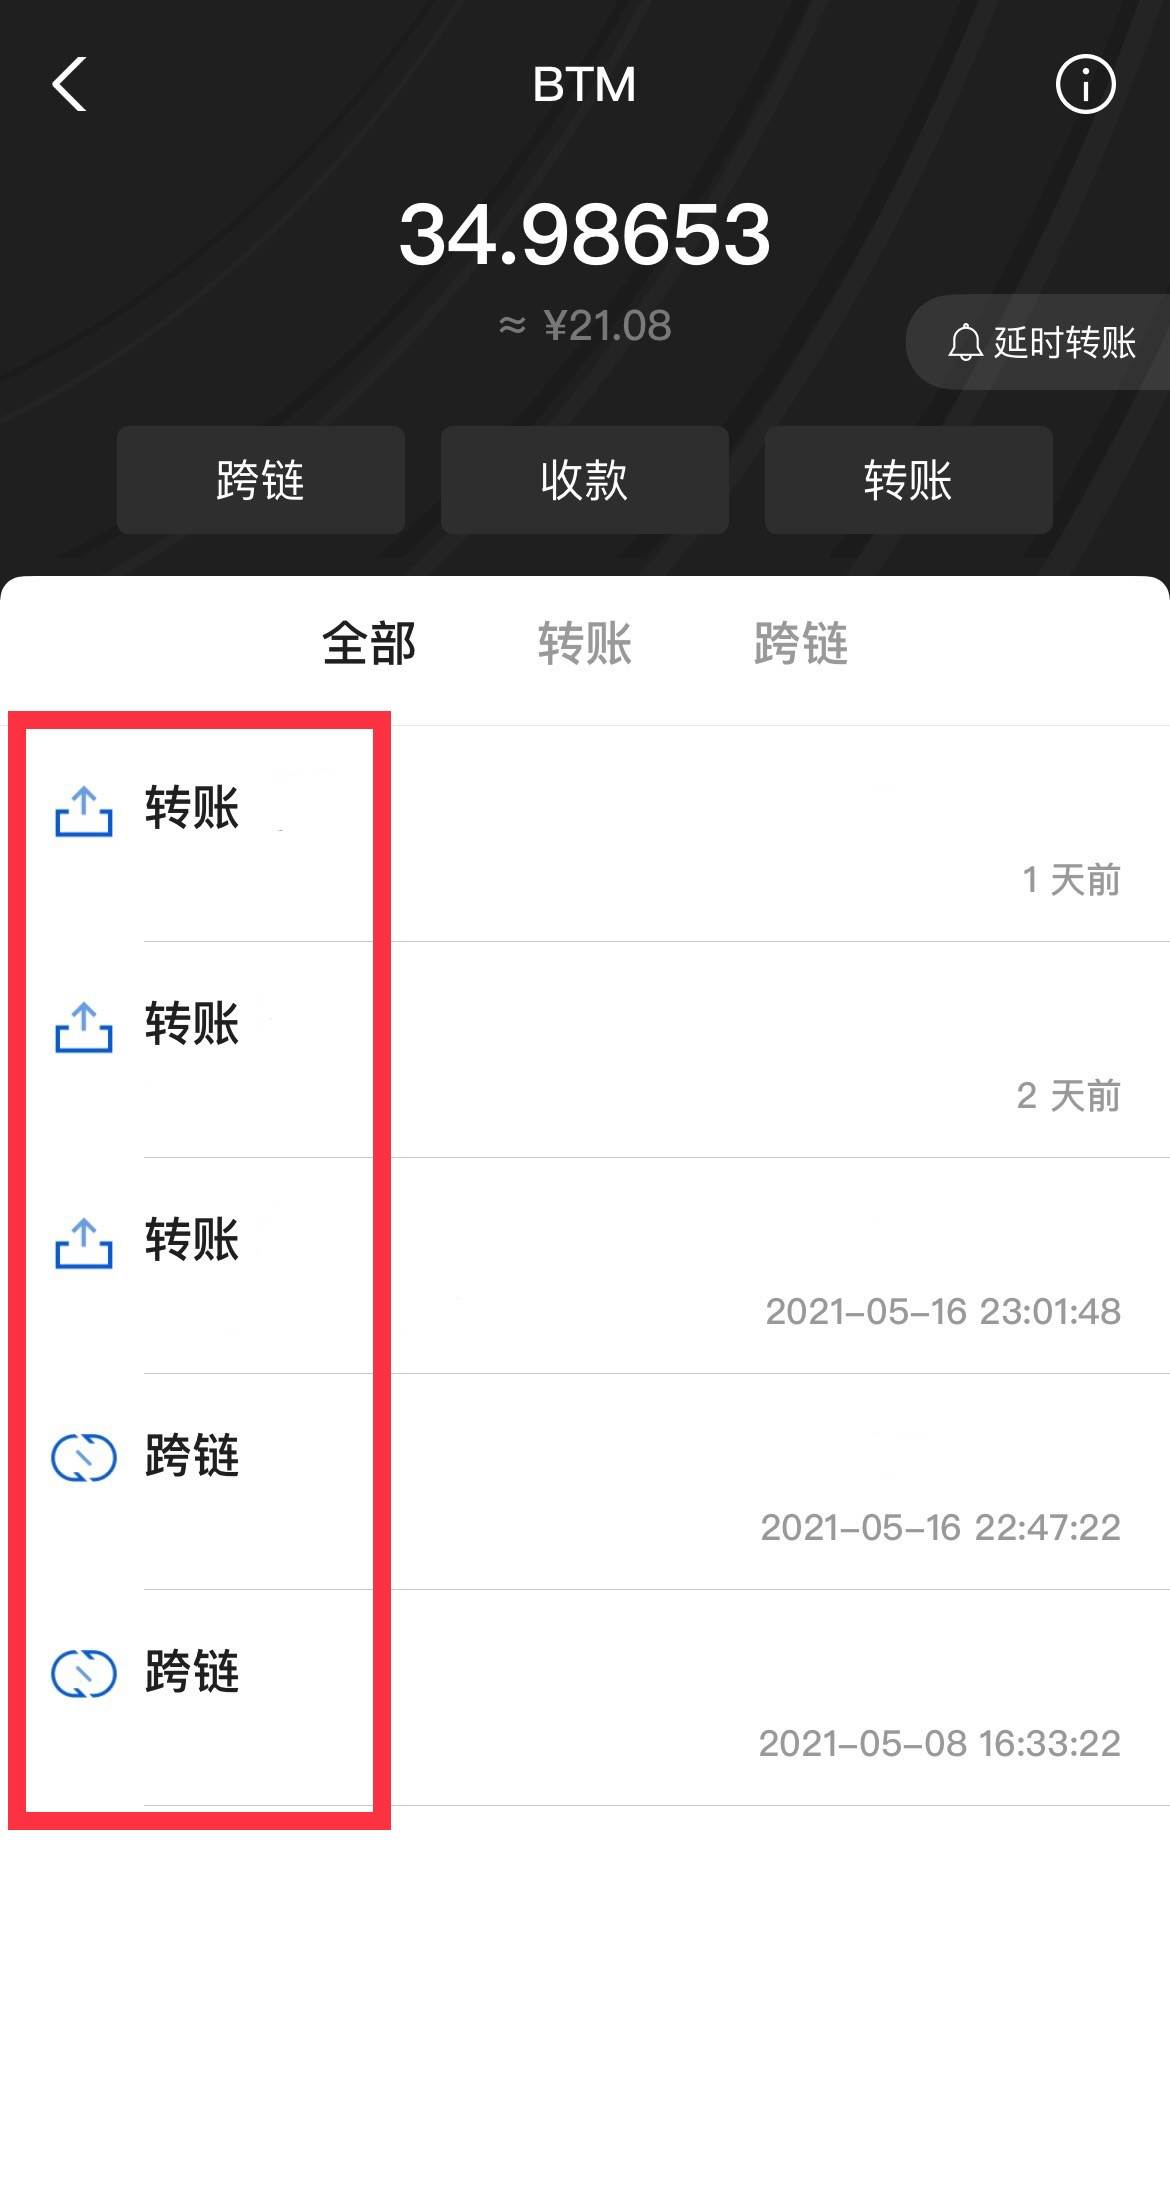 BTM
34.98653
≈ ¥21.08
延时转账
跨链 收款 转账
全部 转账 跨链
转账
1 天前
转账
2 天前
转账
2021-05-16 23:01:48
跨链
2021-05-16 22:47:22
跨链
2021-05-08 16:33:22